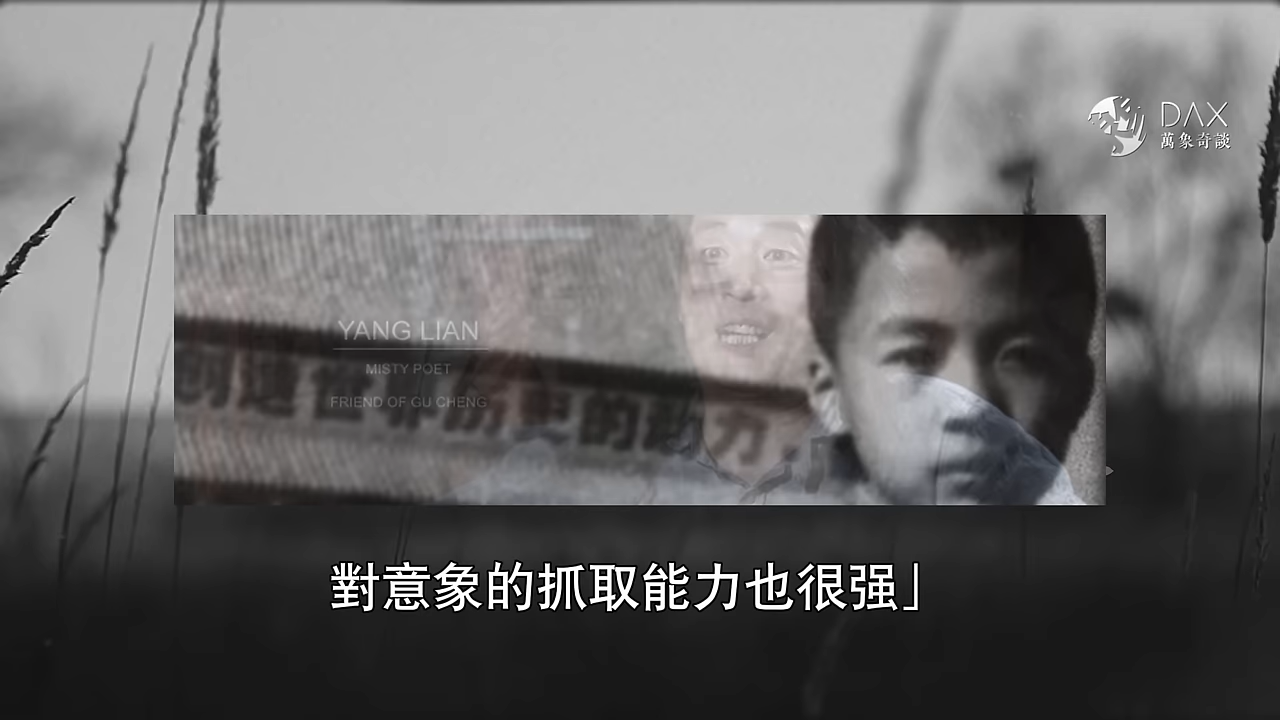 DAX
萬象奇談
YANG LIAN
MISTY POET
FRIEND OF GU CHENG
對意象的抓取能力也很强」